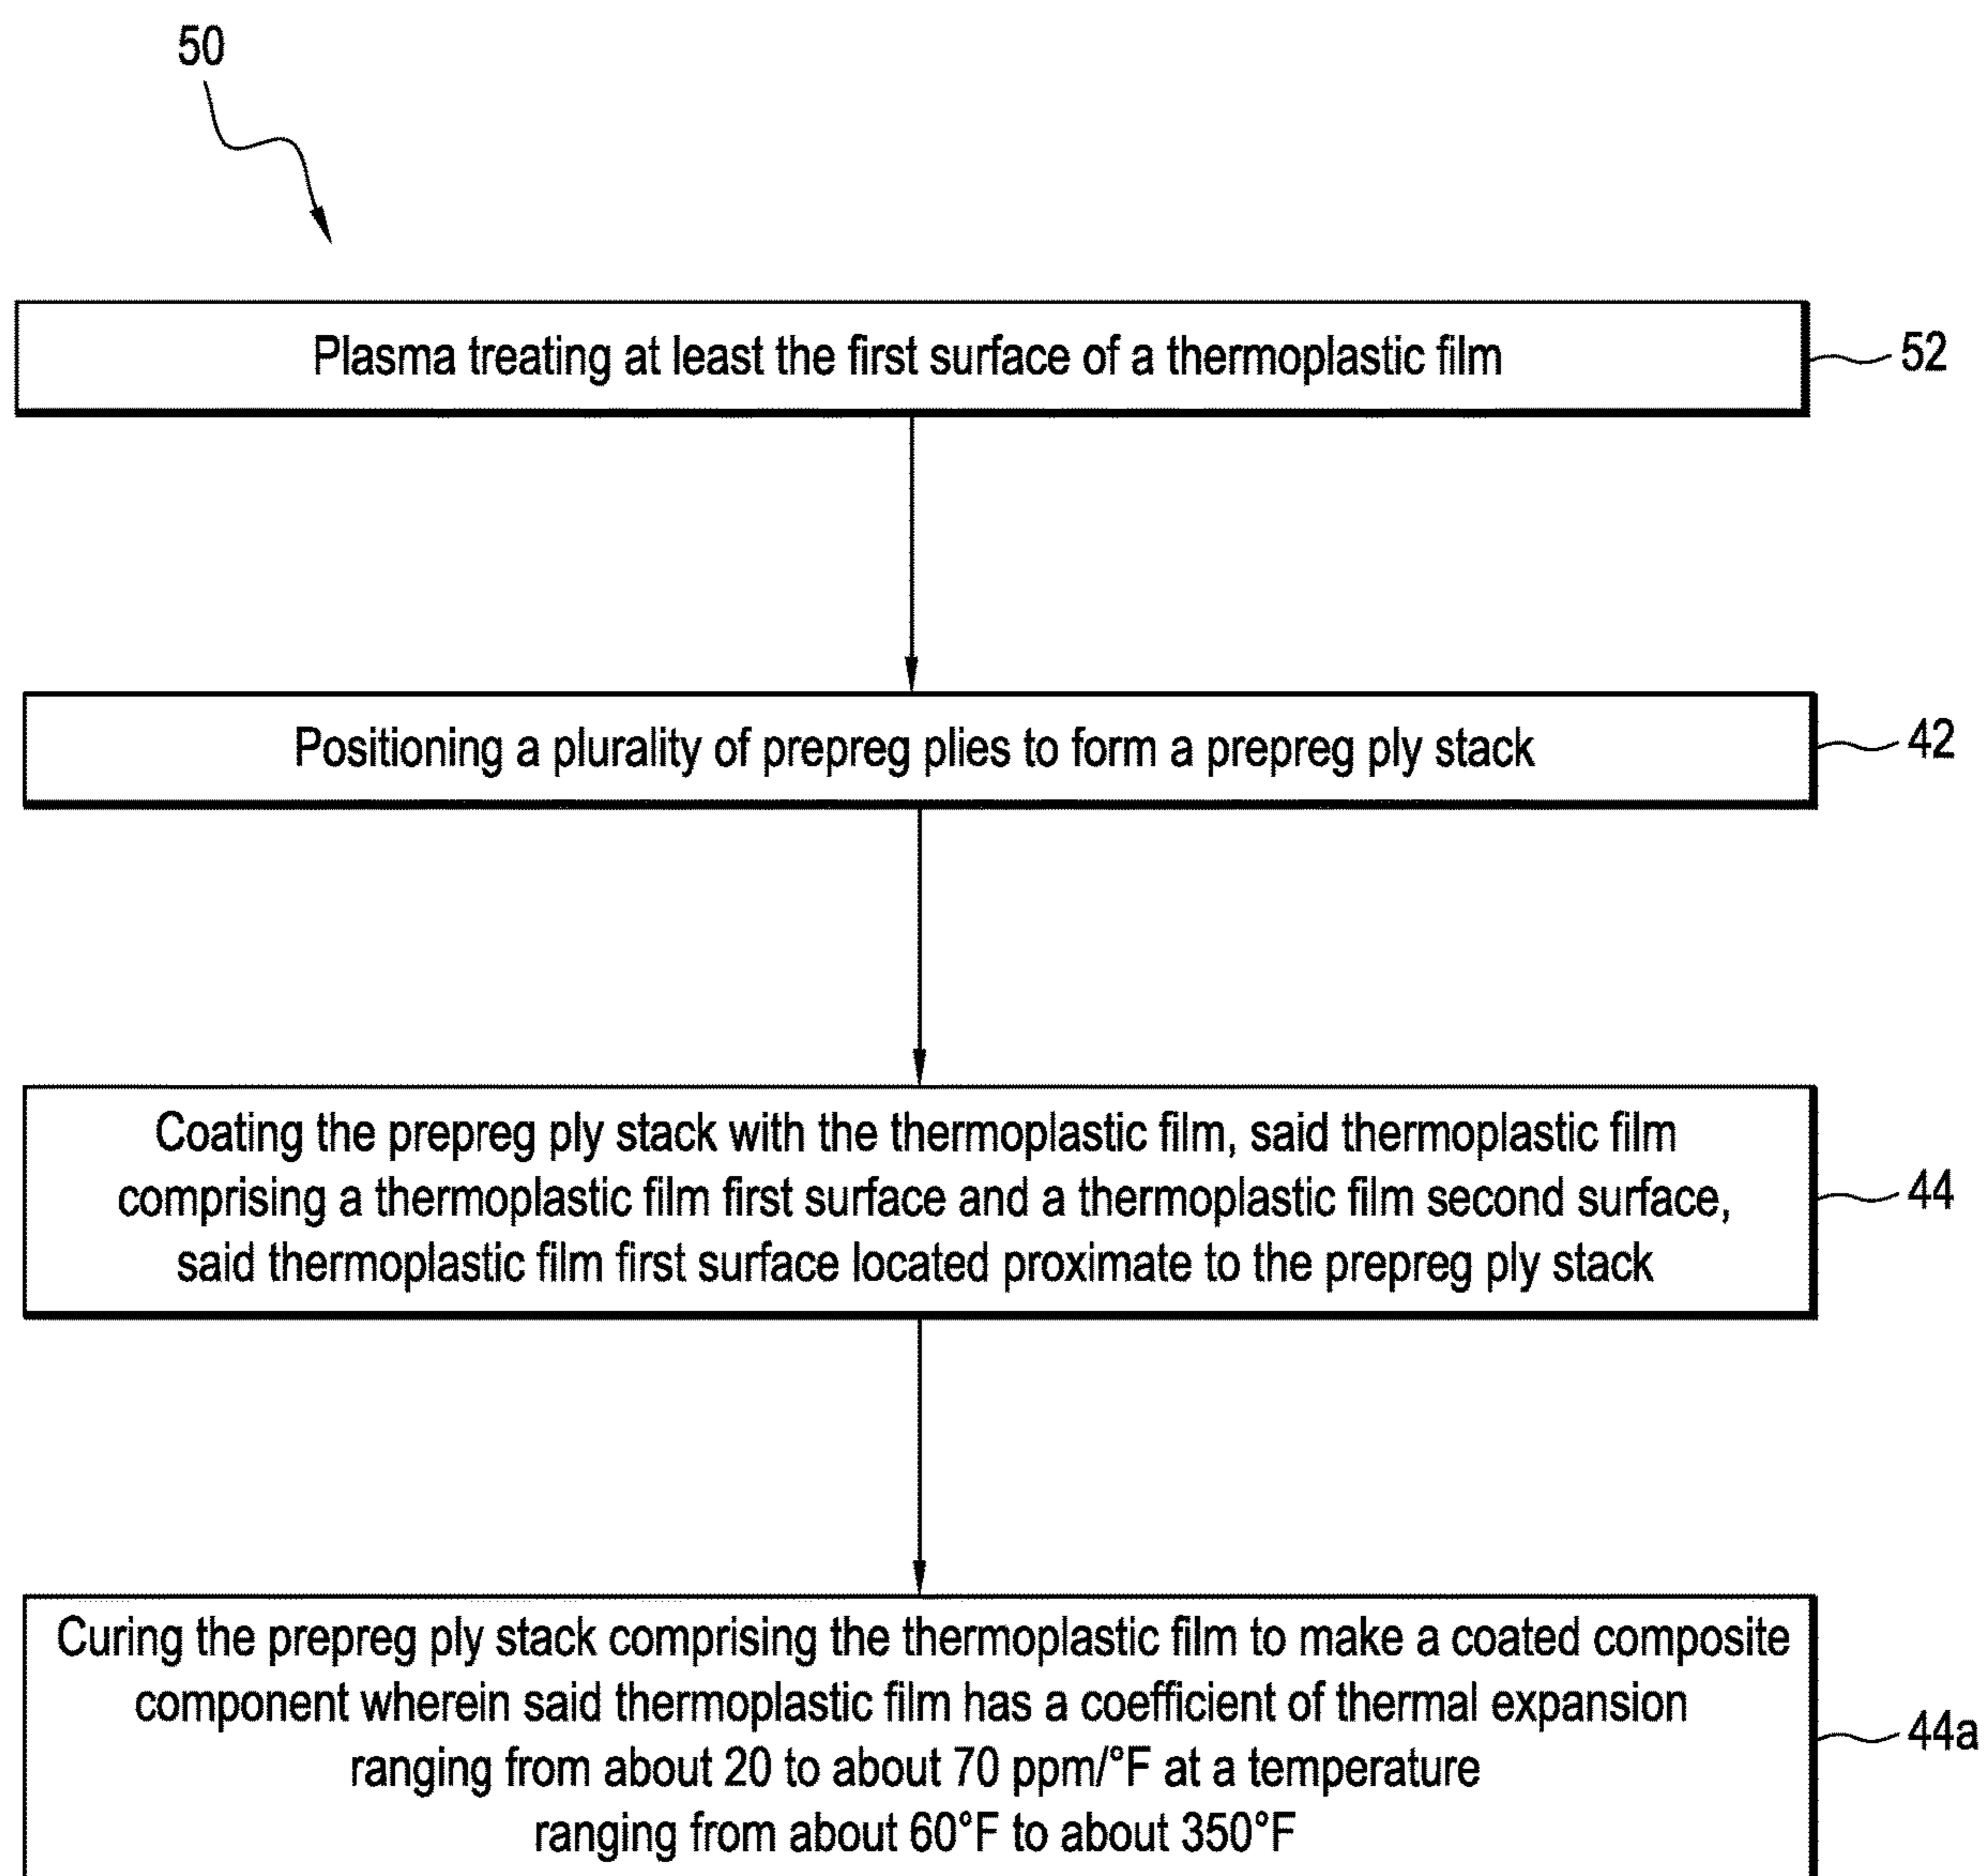 50
Plasma treating at least the first surface of a thermoplastic film
52
Positioning a plurality of prepreg plies to form a prepreg ply stack
42
Coating the prepreg ply stack with the thermoplastic film, said thermoplastic film
comprising a thermoplastic film first surface and a thermoplastic film second surface,
said thermoplastic film first surface located proximate to the prepreg ply stack
44
Curing the prepreg ply stack comprising the thermoplastic film to make a coated composite
component wherein said thermoplastic film has a coefficient of thermal expansion
ranging from about 20 to about 70 ppm/°F at a temperature
ranging from about 60°F to about 350°F
44a